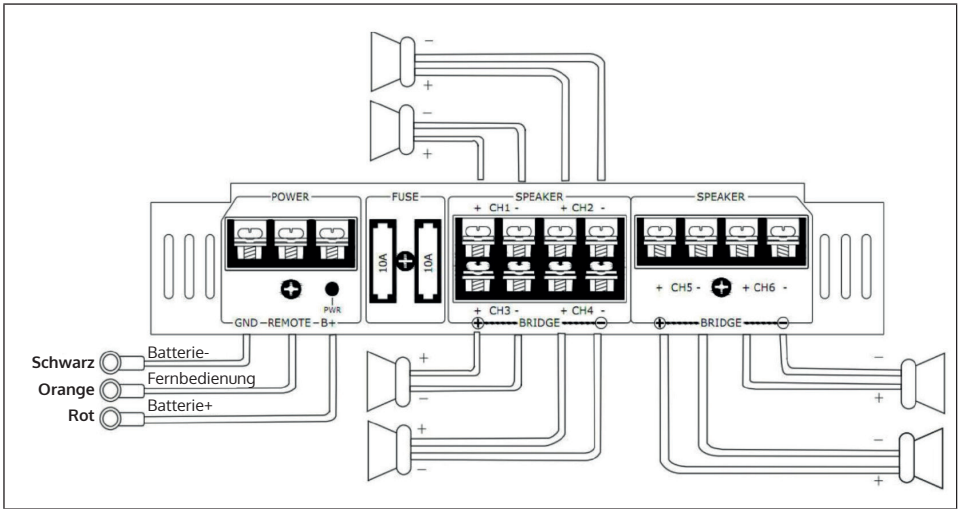 -
+
-
+
POWER
FUSE
SPEAKER
SPEAKER
+ CH1 - + CH2 -
10A
10A
+ CH5 - + CH6 -
PWR
+ CH3 - + CH4 -
GND-REMOTE-B+
⊕ BRIDGE ⊖
⊕ BRIDGE ⊖
Schwarz Batterie-
Orange Fernbedienung
Rot Batterie+
+
-
+
-
-
+
-
+